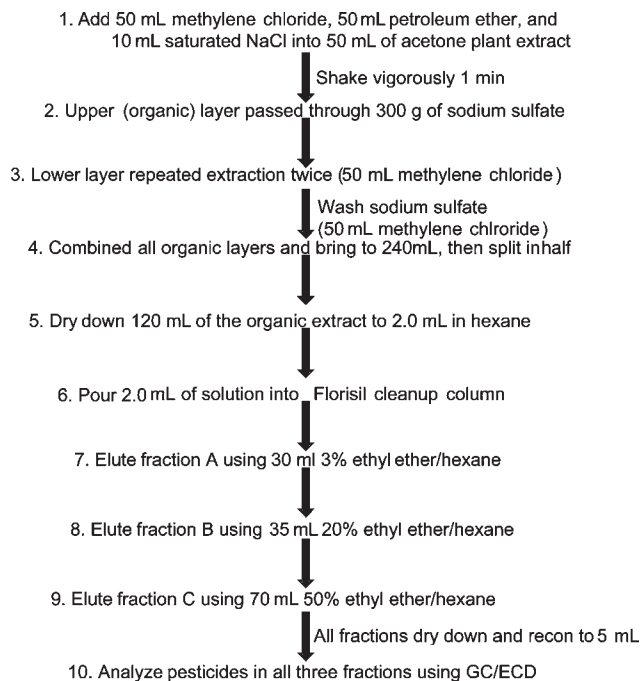 1. Add 50 mL methylene chloride, 50 mL petroleum ether, and
10 mL saturated NaCl into 50 mL of acetone plant extract
Shake vigorously 1 min
2. Upper (organic) layer passed through 300 g of sodium sulfate
3. Lower layer repeated extraction twice (50 mL methylene chloride)
Wash sodium sulfate
(50 mL methylene chlroride)
4. Combined all organic layers and bring to 240mL, then split inhalf
5. Dry down 120 mL of the organic extract to 2.0 mL in hexane
6. Pour 2.0 mL of solution into Florisil cleanup column
7. Elute fraction A using 30 ml 3% ethyl ether/hexane
8. Elute fraction B using 35 mL 20% ethyl ether/hexane
9. Elute fraction C using 70 mL 50% ethyl ether/hexane
All fractions dry down and recon to 5 mL
10. Analyze pesticides in all three fractions using GC/ECD